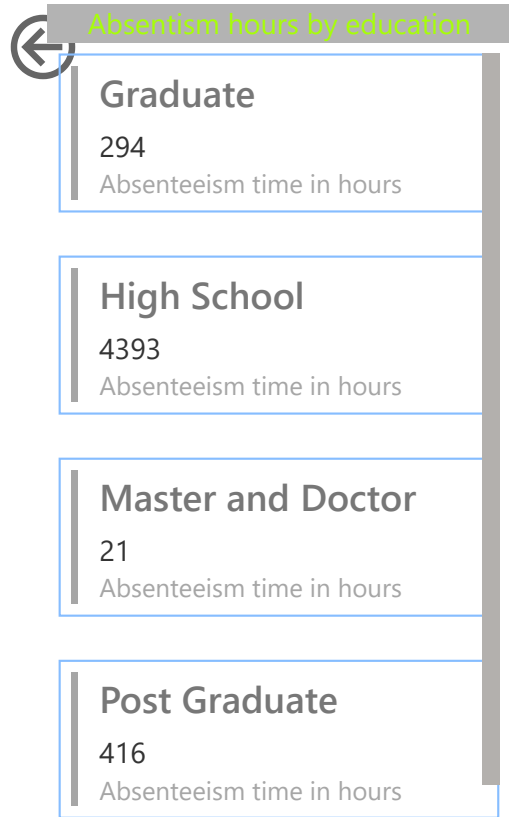 Absentism hours by education
Graduate
294
Absenteeism time in hours
High School
4393
Absenteeism time in hours
Master and Doctor
21
Absenteeism time in hours
Post Graduate
416
Absenteeism time in hours